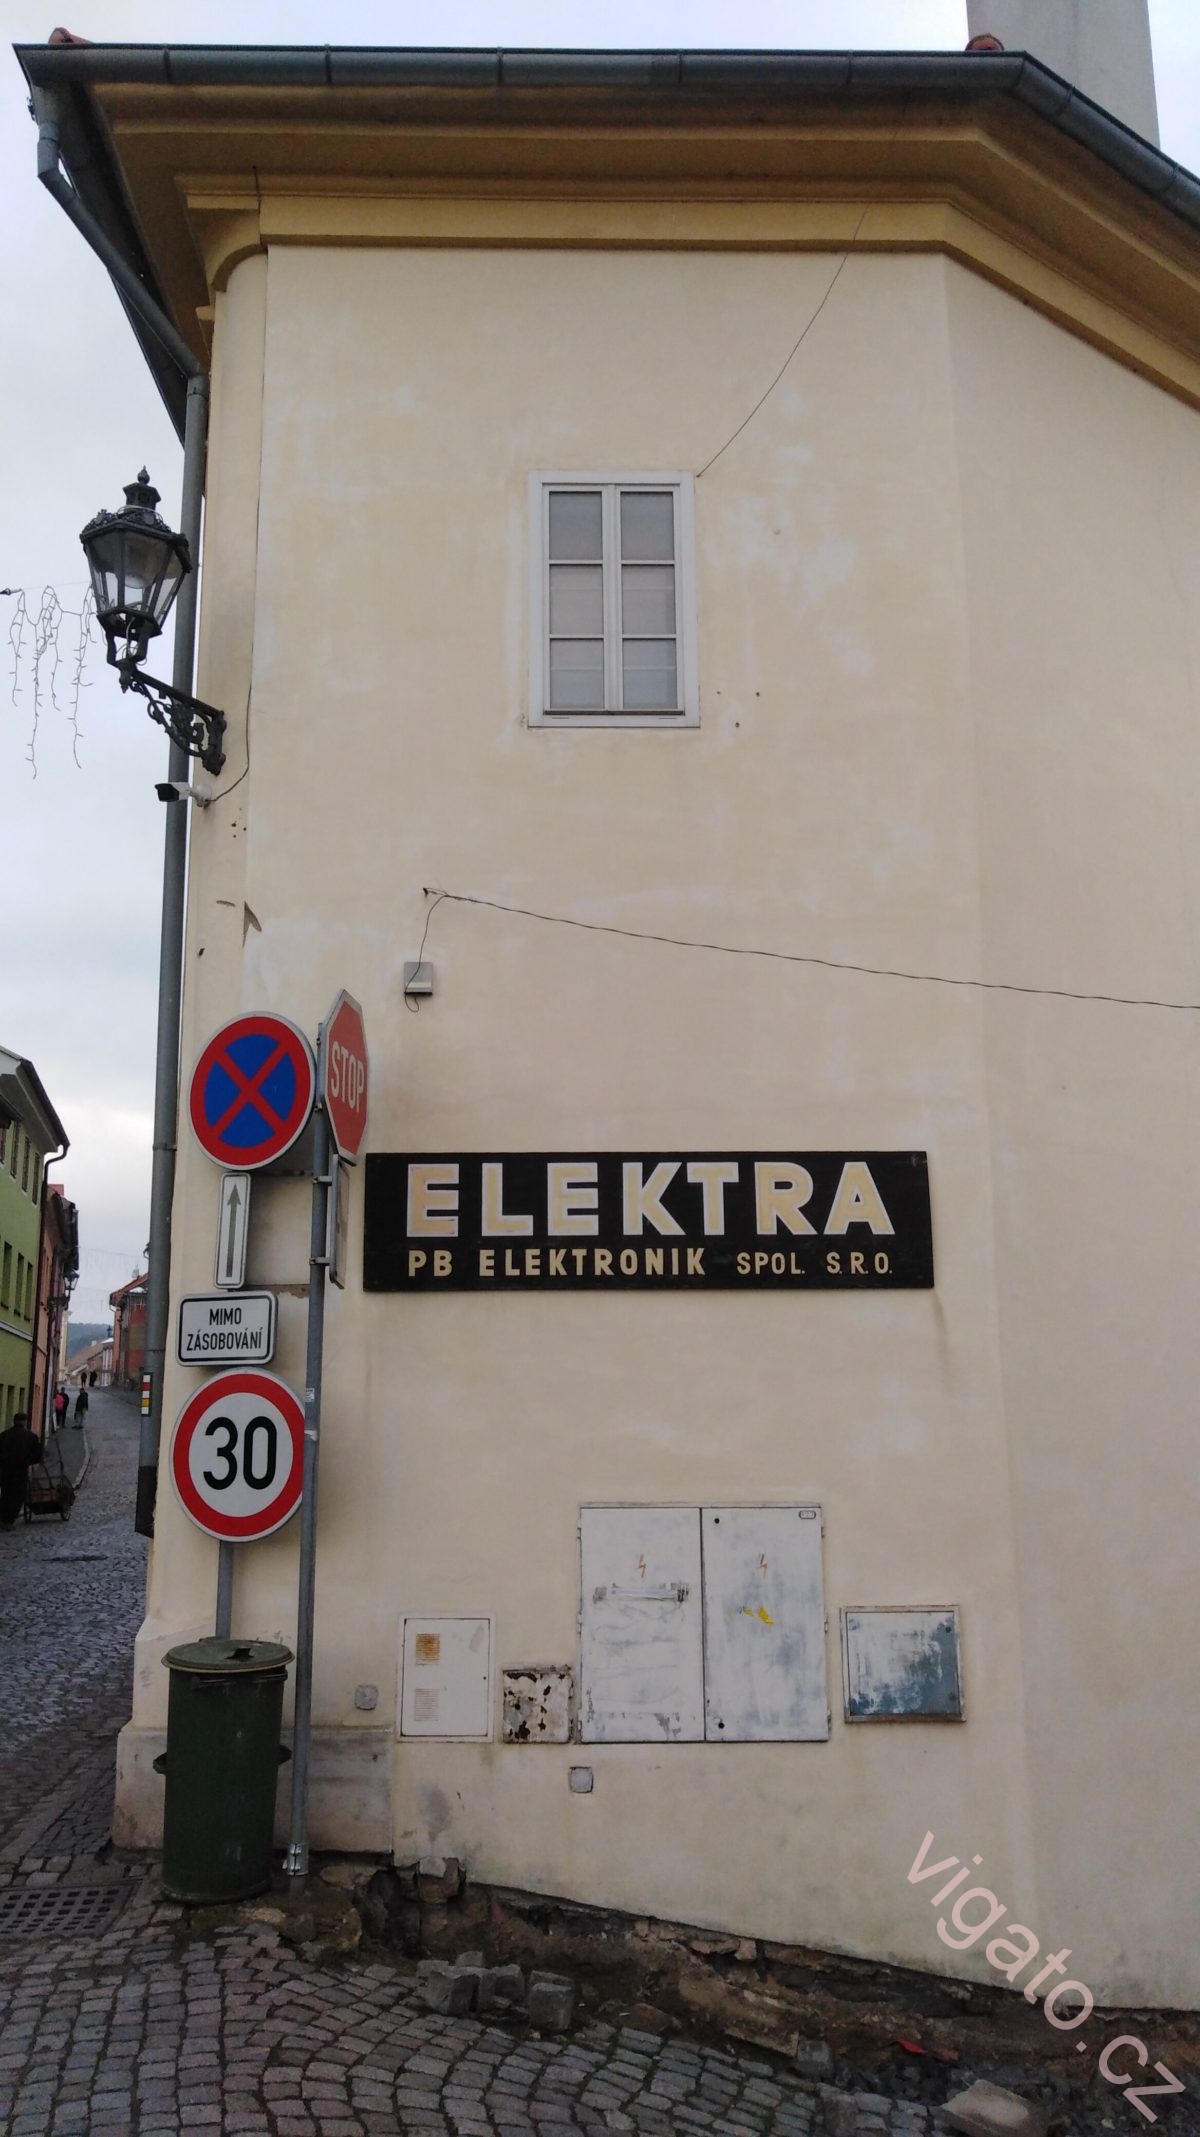 STOP
ELEKTRA
PB ELEKTRONIK SPOL. S.R.O.
MIMO
ZÁSOBOVÁNÍ
30
vigato.cz